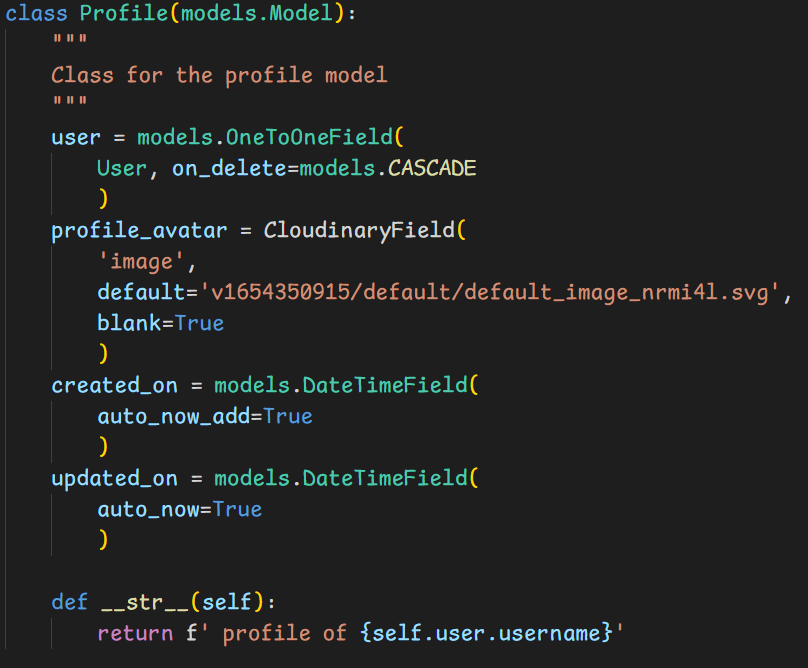 class Profile(models.Model):
    """
    Class for the profile model
    """
    user = models.OneToOneField(
        User, on_delete=models.CASCADE
        )
    profile_avatar = CloudinaryField(
        'image',
        default='v1654350915/default/default_image_nrmi4l.svg',
        blank=True
        )
    created_on = models.DateTimeField(
        auto_now_add=True
        )
    updated_on = models.DateTimeField(
        auto_now=True
        )

    def __str__(self):
        return f' profile of {self.user.username}'